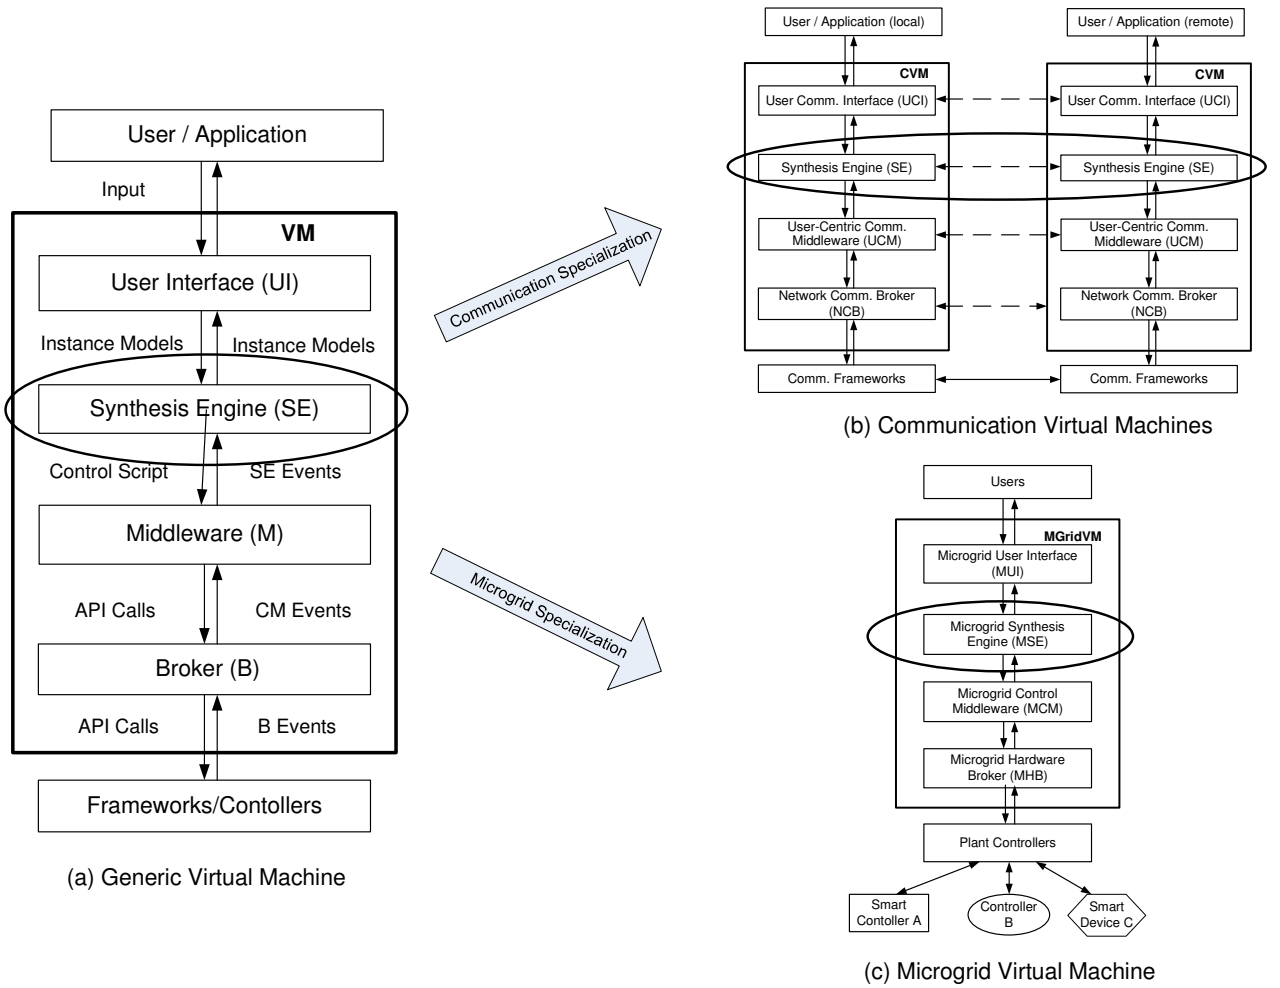 User / Application
Input
VM
User Interface (UI)
Instance Models
Instance Models
Synthesis Engine (SE)
Control Script
SE Events
Middleware (M)
API Calls
CM Events
Broker (B)
API Calls
B Events
Frameworks/Contollers
(a) Generic Virtual Machine
Communication Specialization
Microgrid Specialization
User / Application (local)
User / Application (remote)
CVM
CVM
User Comm. Interface (UCI)
User Comm. Interface (UCI)
Synthesis Engine (SE)
Synthesis Engine (SE)
User-Centric Comm.
Middleware (UCM)
User-Centric Comm.
Middleware (UCM)
Network Comm. Broker
(NCB)
Network Comm. Broker
(NCB)
Comm. Frameworks
Comm. Frameworks
(b) Communication Virtual Machines
Users
MGridVM
Microgrid User Interface
(MUI)
Microgrid Synthesis
Engine (MSE)
Microgrid Control
Middleware (MCM)
Microgrid Hardware
Broker (MHB)
Plant Controllers
Smart
Contoller A
Controller
B
Smart
Device C
(c) Microgrid Virtual Machine